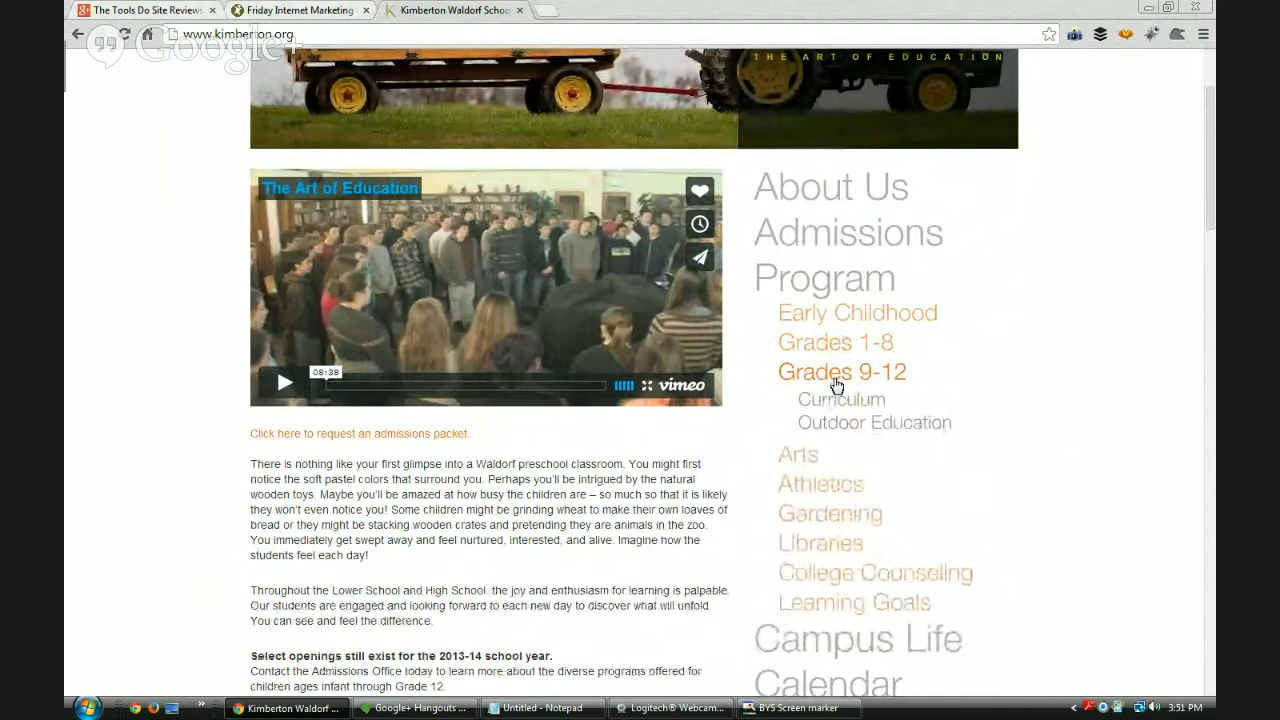 The Tools Do Site Reviews
Friday Internet Marketing
Kimberton Waldorf Schoo
www.kimberton.org
Google+
THE ART OF EDUCATION
The Art of Education
08:38
vimeo
Click here to request an admissions packet.
There is nothing like your first glimpse into a Waldorf preschool classroom. You might first
notice the soft pastel colors that surround you. Perhaps you'll be intrigued by the natural
wooden toys. Maybe you'll be amazed at how busy the children are – so much so that it is likely
they won't even notice you! Some children might be grinding wheat to make their own loaves of
bread or they might be stacking wooden crates and pretending they are animals in the zoo.
You immediately get swept away and feel nurtured, interested, and alive. Imagine how the
students feel each day!
Throughout the Lower School and High School, the joy and enthusiasm for learning is palpable.
Our students are engaged and looking forward to each new day to discover what will unfold.
You can see and feel the difference.
Select openings still exist for the 2013-14 school year.
Contact the Admissions Office today to learn more about the diverse programs offered for
children ages infant through Grade 12.
About Us
Admissions
Program
Early Childhood
Grades 1-8
Grades 9-12
Curriculum
Outdoor Education
Arts
Athletics
Gardening
Libraries
College Counseling
Learning Goals
Campus Life
Calendar
Kimberton Waldorf ...
Google+ Hangouts ...
Untitled - Notepad
Logitech® Webcam...
BYS Screen marker
3:51 PM